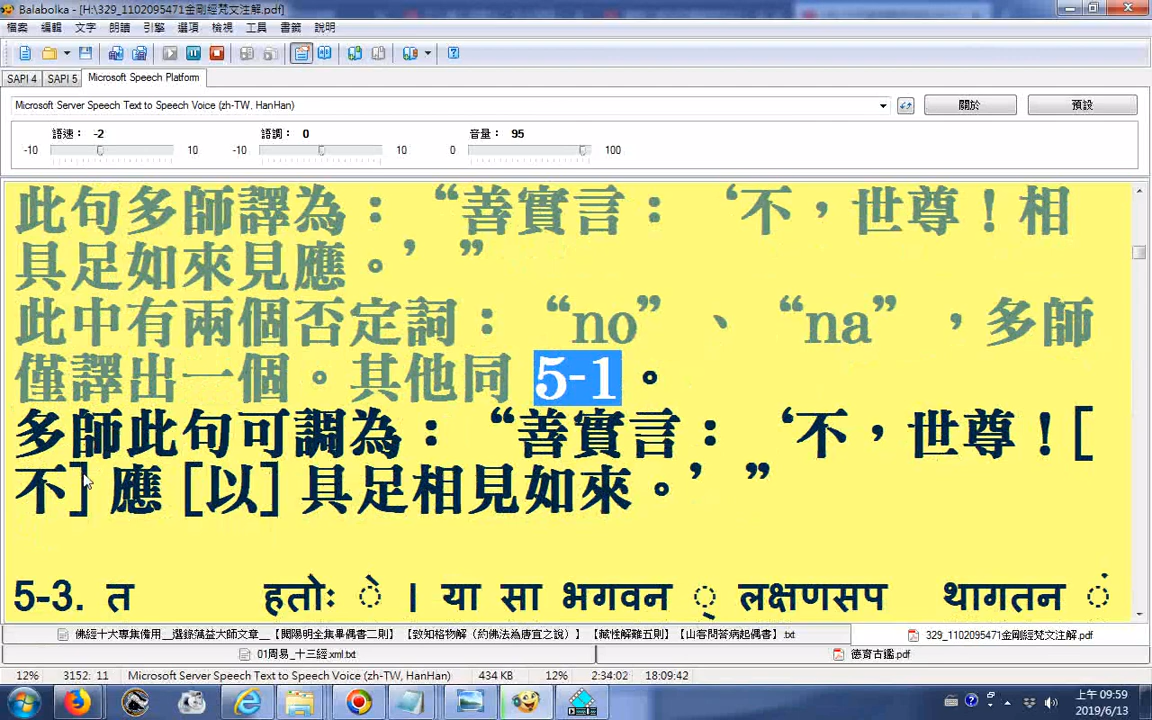 Balabolka - [H:\329_1102095471金剛經梵文注解.pdf]
檔案 編輯 文字 朗讀 引擎 選項 檢視 工具 書籤 說明
SAPI 4 SAPI 5 Microsoft Speech Platform
Microsoft Server Speech Text to Speech Voice (zh-TW, HanHan) 關於 預設
語速： -2 語調： 0 音量： 95
-10 10 -10 10 0 100
此句多師譯為：“善實言：‘不，世尊！相
具足如來見應。’”
此中有兩個否定詞：“no”、“na”，多師
僅譯出一個。其他同 5-1。
多師此句可調為：“善實言：‘不，世尊！[
不] 應 [以] 具足相見如來。’”
5-3. त हतोः े | या सा भगवन ् लक्षणसप थागतन ं
佛經十大專集備用__選錄蕅益大師文章__【閱陽明全集畢偶書二則】【致知格物解（約佛法為唐宜之說）】【戒性解難五則】【山客問答病起偶書】.txt 329_1102095471金剛經梵文注解.pdf
01周易_十三經.xml.txt 德育古鑑.pdf
12% 3152: 11 Microsoft Server Speech Text to Speech Voice (zh-TW, HanHan) 434 KB 12% 2:34:02 18:09:42
上午 09:59
2019/6/13